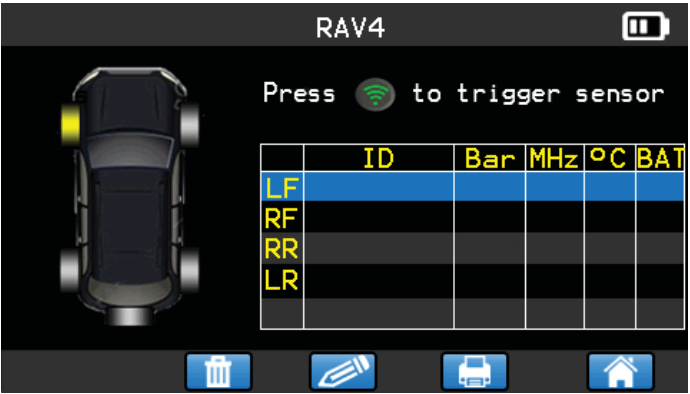 RAV4
Press to trigger sensor
ID Bar MHz °C BAT
LF
RF
RR
LR